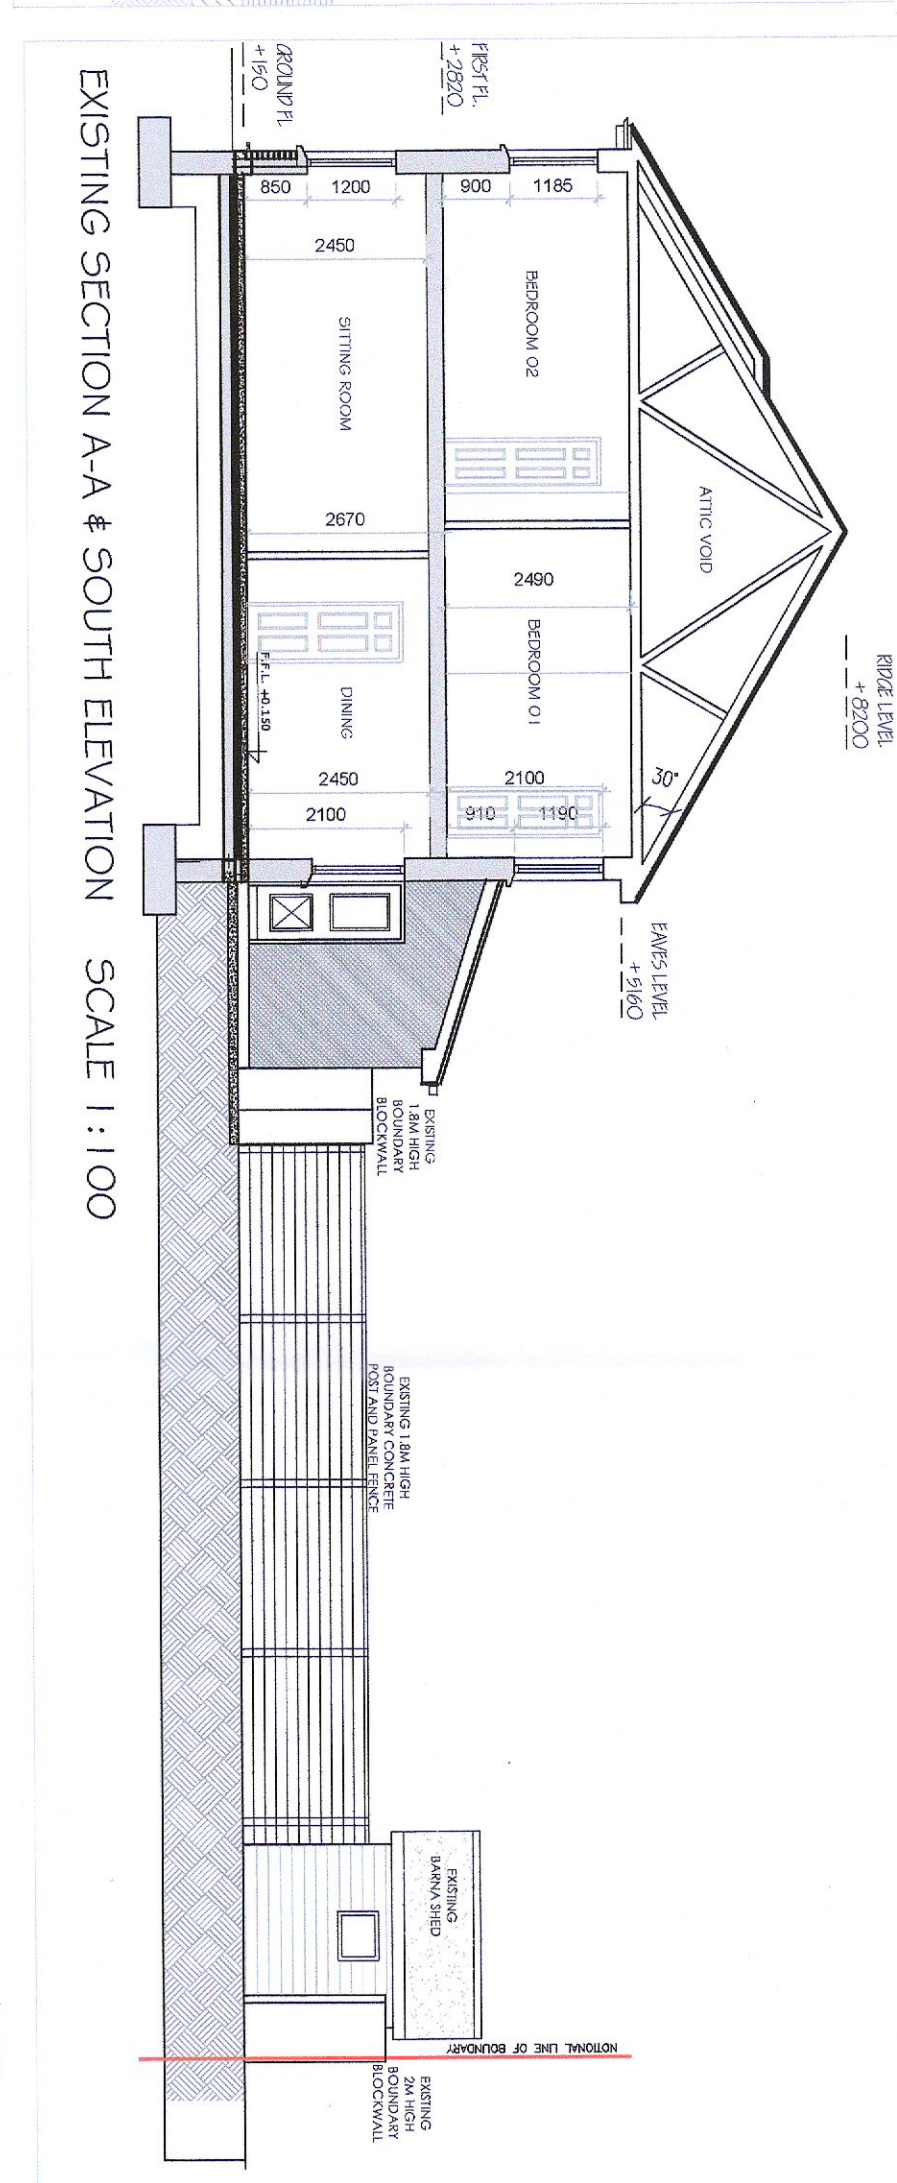 RIDGE LEVEL
+8200
EAVES LEVEL
+5160
FIRST FL.
+2820
GROUND FL
+150
ATTIC VOID
30°
BEDROOM 02
BEDROOM 01
1185
900
2490
2100
1190
910
SITTING ROOM
DINING
1200
850
2450
2670
2450
2100
F.F.L. +0.150
EXISTING
1.8M HIGH
BOUNDARY
BLOCKWALL
EXISTING 1.8M HIGH
BOUNDARY CONCRETE
POST AND PANEL FENCE
EXISTING
BARNA SHED
NOTIONAL LINE OF BOUNDARY
EXISTING
2M HIGH
BOUNDARY
BLOCKWALL
EXISTING SECTION A-A & SOUTH ELEVATION SCALE 1:100